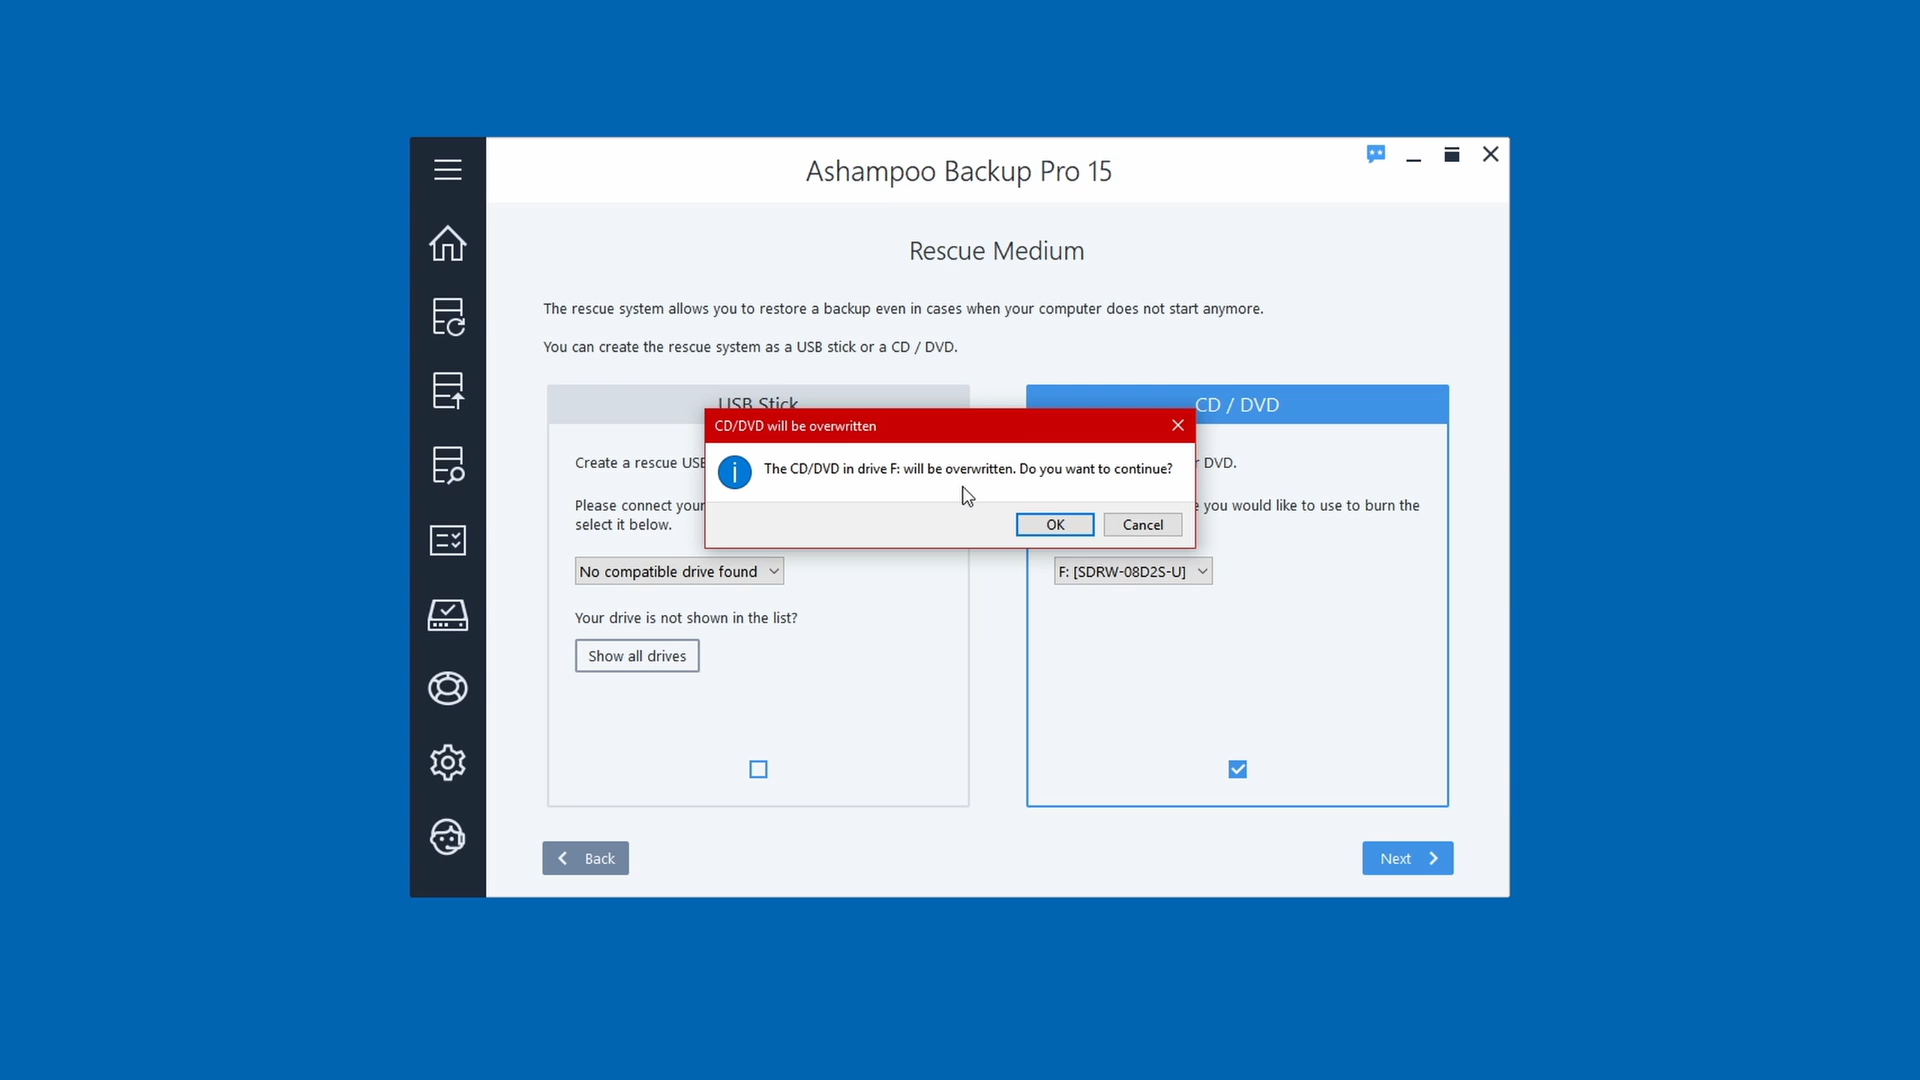 Ashampoo Backup Pro 15
Rescue Medium
The rescue system allows you to restore a backup even in cases when your computer does not start anymore.
You can create the rescue system as a USB stick or a CD / DVD.
USB Stick
CD / DVD
CD/DVD will be overwritten
The CD/DVD in drive F: will be overwritten. Do you want to continue?
OK
Cancel
Create a rescue USB
Please connect your
select it below.
No compatible drive found
Your drive is not shown in the list?
Show all drives
DVD.
you would like to use to burn the
F: [SDRW-08D2S-U]
Back
Next